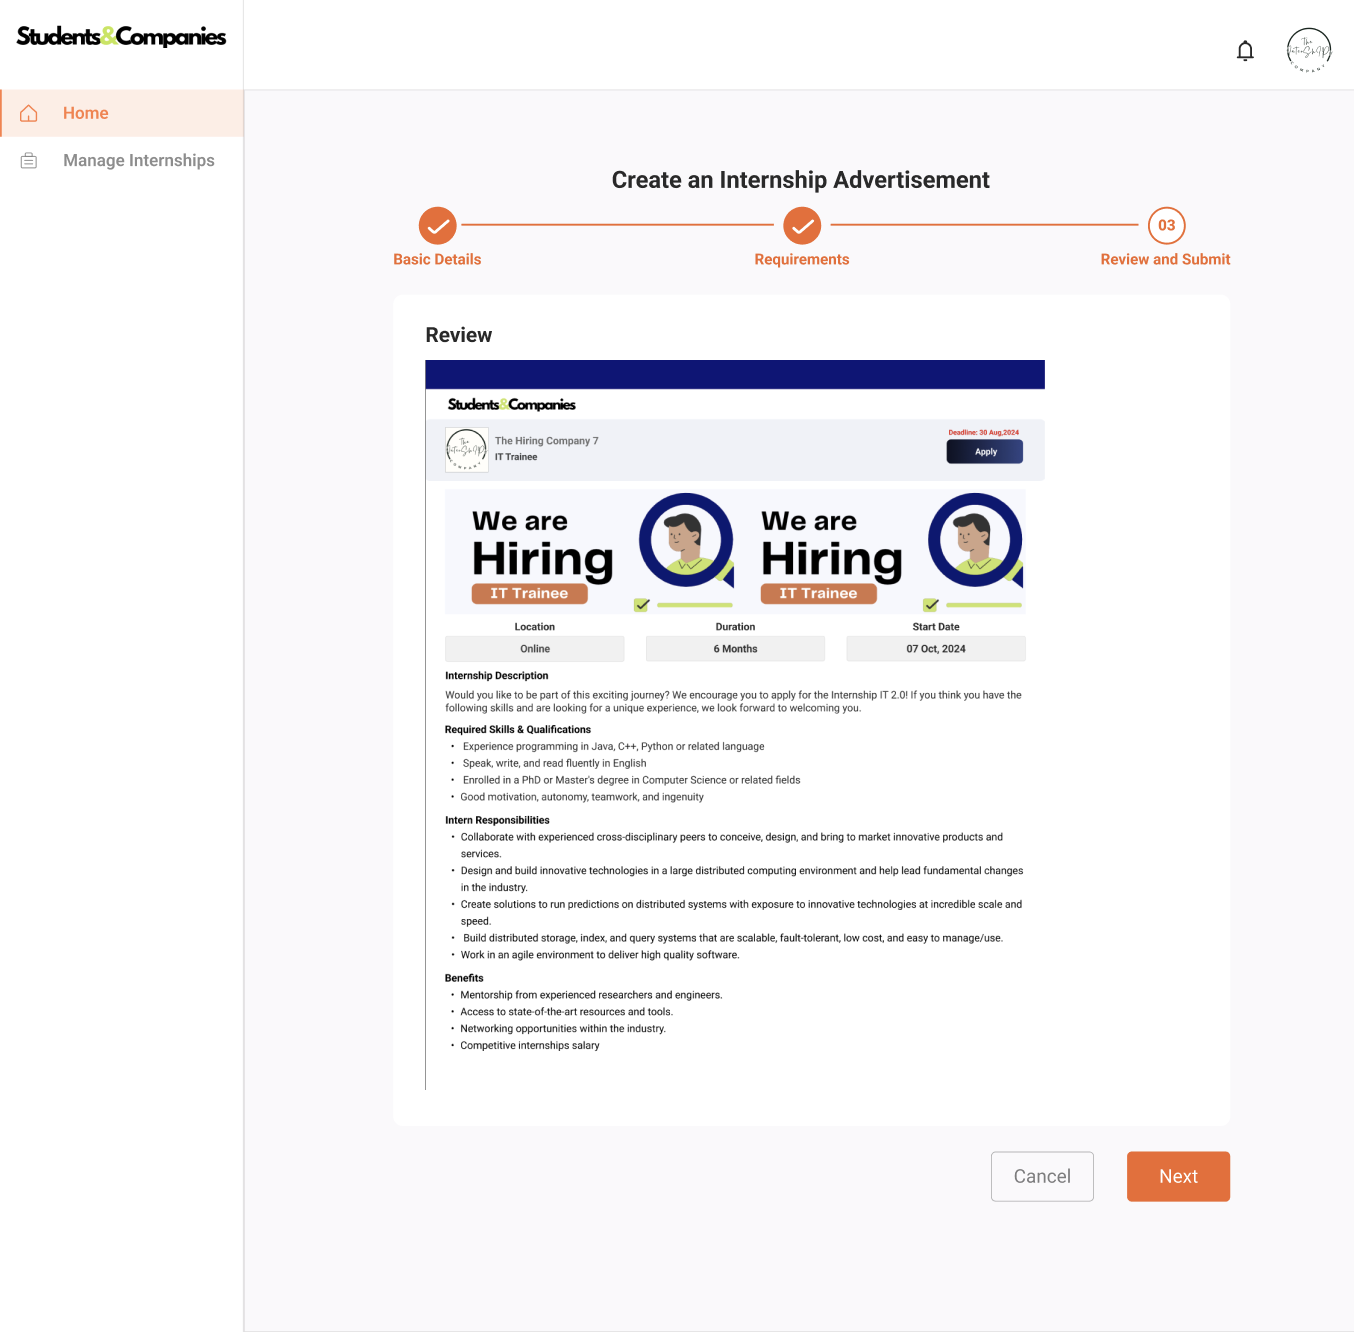 Students&Companies
The
InternShIP
COMPANY
Home
Manage Internships
Create an Internship Advertisement
03
Basic Details
Requirements
Review and Submit
Review
Students&Companies
The
InternShIP
COMPANY
The Hiring Company 7
IT Trainee
Deadline: 30 Aug,2024
Apply
We are
Hiring
IT Trainee
We are
Hiring
IT Trainee
Location
Duration
Start Date
Online
6 Months
07 Oct, 2024
Internship Description
Would you like to be part of this exciting journey? We encourage you to apply for the Internship IT 2.0! If you think you have the
following skills and are looking for a unique experience, we look forward to welcoming you.
Required Skills & Qualifications
• Experience programming in Java, C++, Python or related language
• Speak, write, and read fluently in English
• Enrolled in a PhD or Master's degree in Computer Science or related fields
• Good motivation, autonomy, teamwork, and ingenuity
Intern Responsibilities
• Collaborate with experienced cross-disciplinary peers to conceive, design, and bring to market innovative products and
services.
• Design and build innovative technologies in a large distributed computing environment and help lead fundamental changes
in the industry.
• Create solutions to run predictions on distributed systems with exposure to innovative technologies at incredible scale and
speed.
• Build distributed storage, index, and query systems that are scalable, fault-tolerant, low cost, and easy to manage/use.
• Work in an agile environment to deliver high quality software.
Benefits
• Mentorship from experienced researchers and engineers.
• Access to state-of-the-art resources and tools.
• Networking opportunities within the industry.
• Competitive internships salary
Cancel
Next